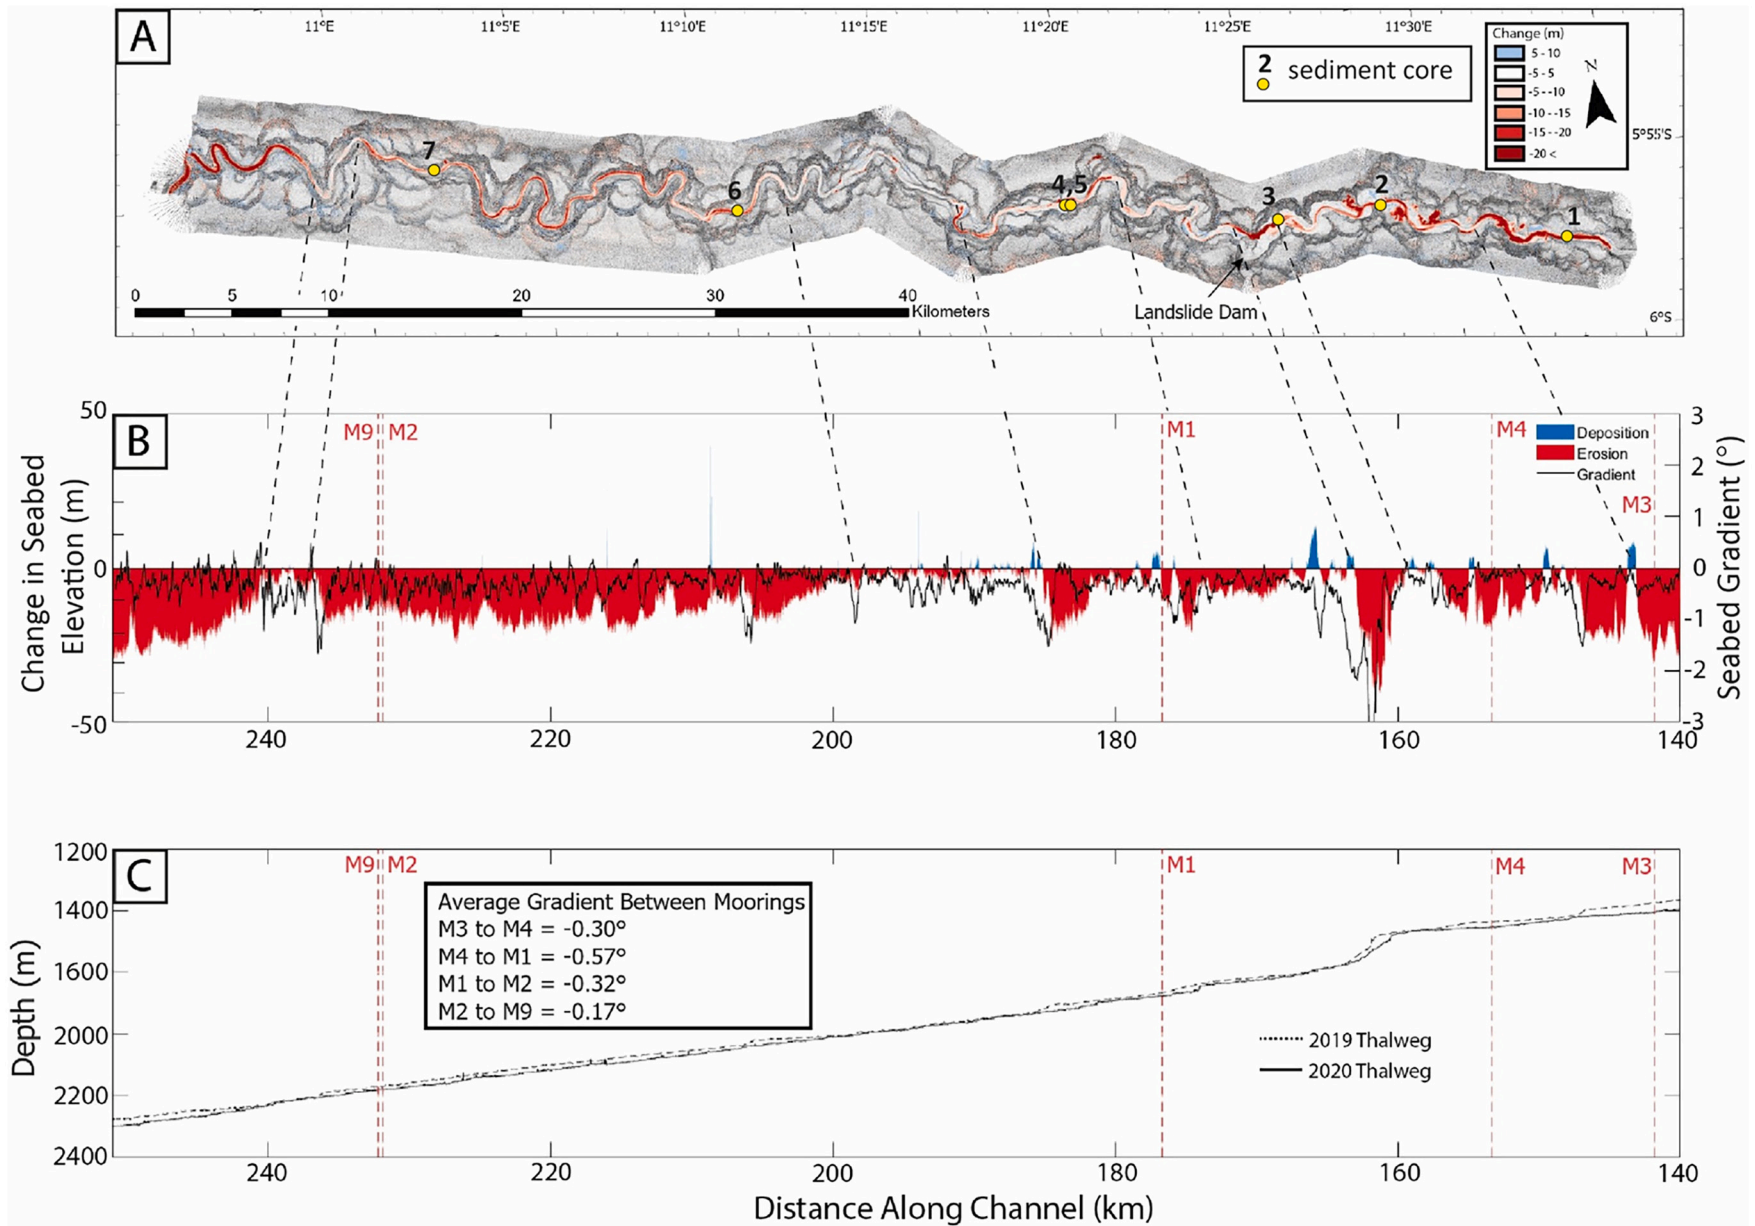 A
11°E 11°5'E 11°10'E 11°15'E 11°20'E 11°25'E 11°30'E
Change (m)
5 - 10
-5 - 5
-5 - -10
-10 - -15
-15 - -20
-20 <
2 sediment core
N
5°55'S
7
6
4,5
3
2
1
0 5 10 20 30 40
Kilometers
Landslide Dam
6°S
B
50
0
-50
Change in Seabed
Elevation (m)
M9 M2 M1 M4 M3
Deposition
Erosion
Gradient
3
2
1
0
-1
-2
-3
Seabed Gradient (°)
240 220 200 180 160 140
C
M9 M2 M1 M4 M3
1200
1400
1600
2000
2200
2400
Depth (m)
Average Gradient Between Moorings
M3 to M4 = -0.30°
M4 to M1 = -0.57°
M1 to M2 = -0.32°
M2 to M9 = -0.17°
2019 Thalweg
2020 Thalweg
240 220 200 180 160 140
Distance Along Channel (km)